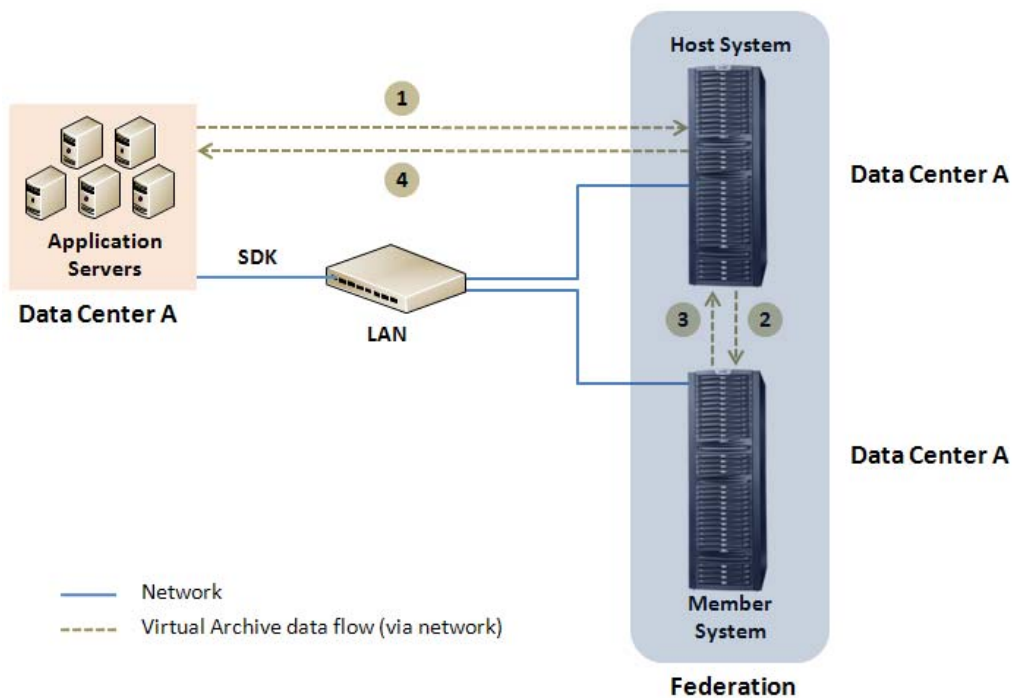 Host System
1
4
Data Center A
Application
Servers
SDK
Data Center A
LAN
3
2
Data Center A
Network
Virtual Archive data flow (via network)
Member
System
Federation